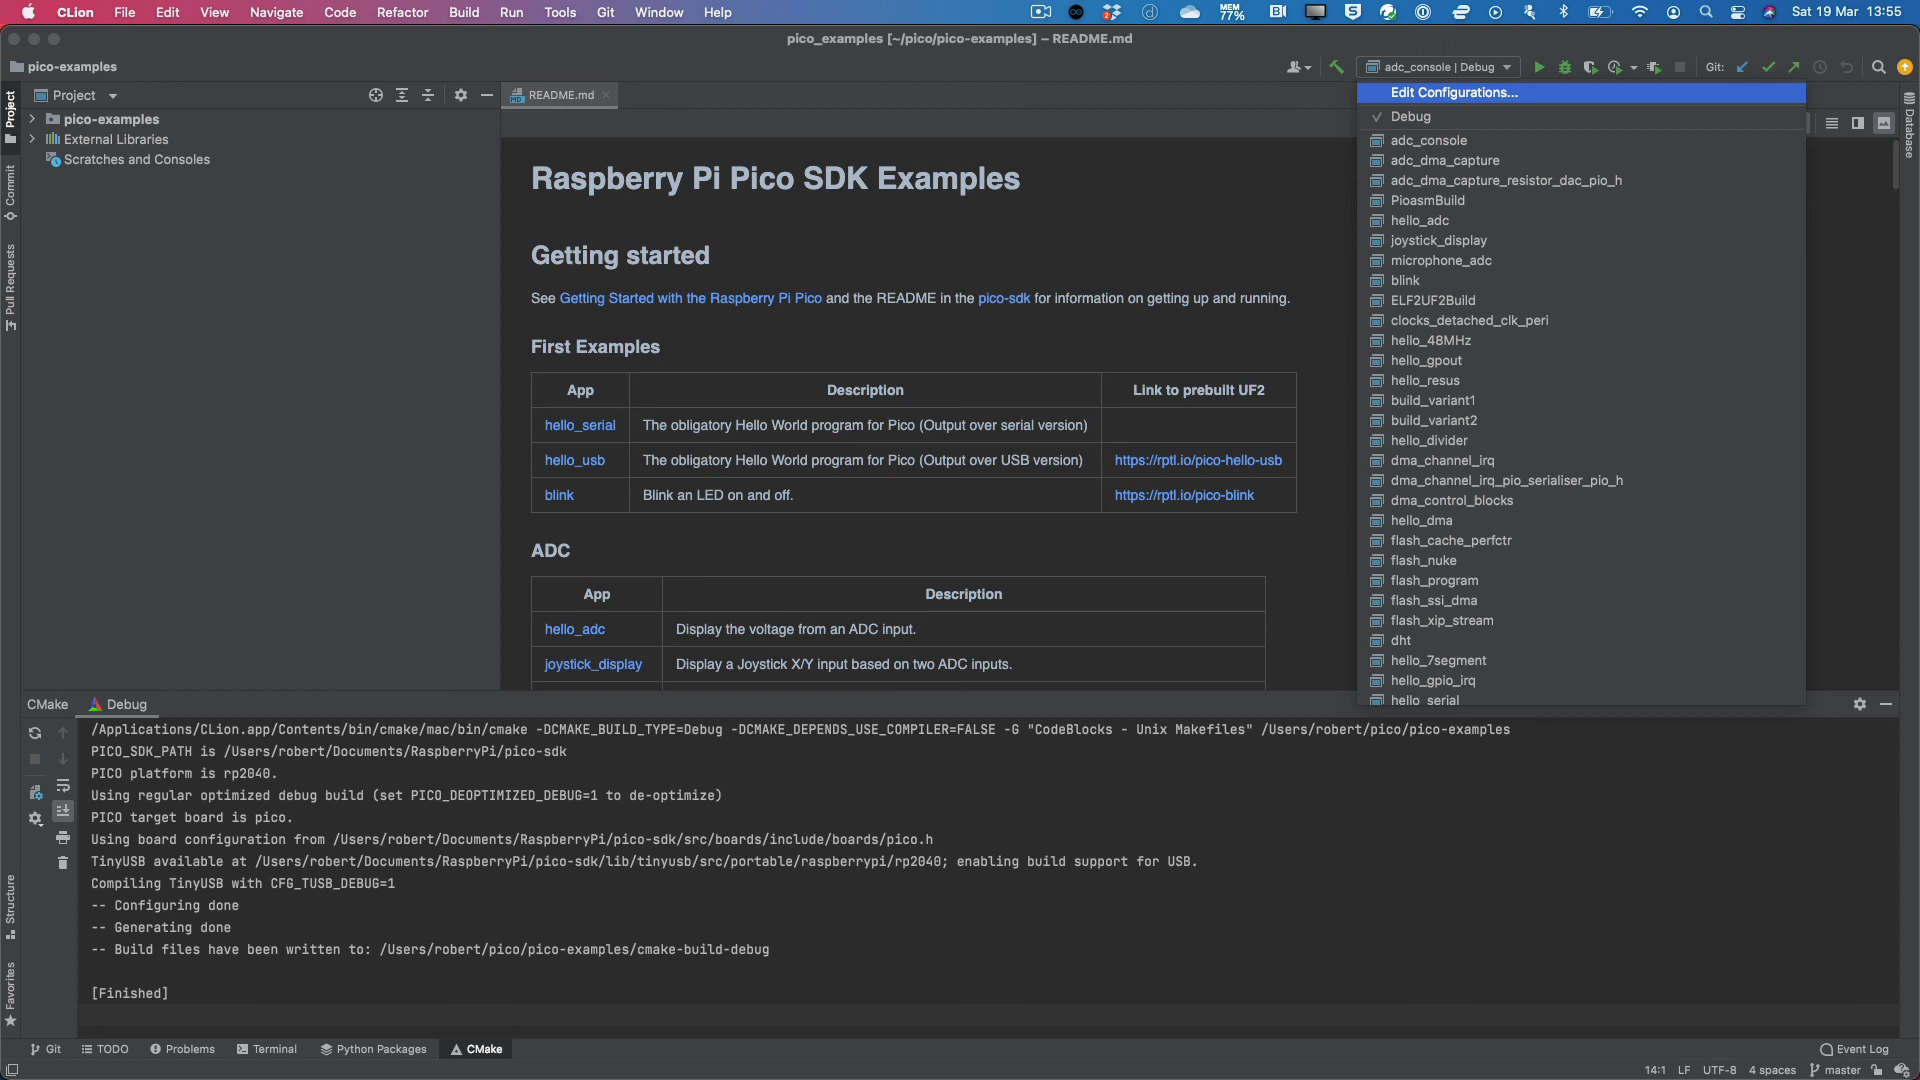 CLion File Edit View Navigate Code Refactor Build Run Tools Git Window Help
MEM 77%
Sat 19 Mar 13:55
pico_examples [~/pico/pico-examples] – README.md
pico-examples
adc_console | Debug
Git:
Project
README.md
Edit Configurations...
Debug
pico-examples
External Libraries
Scratches and Consoles
Project
Commit
Pull Requests
Structure
Favorites
Database
Raspberry Pi Pico SDK Examples
Getting started
See Getting Started with the Raspberry Pi Pico and the README in the pico-sdk for information on getting up and running.
First Examples
App Description Link to prebuilt UF2
hello_serial The obligatory Hello World program for Pico (Output over serial version)
hello_usb The obligatory Hello World program for Pico (Output over USB version) https://rptl.io/pico-hello-usb
blink Blink an LED on and off. https://rptl.io/pico-blink
ADC
App Description
hello_adc Display the voltage from an ADC input.
joystick_display Display a Joystick X/Y input based on two ADC inputs.
adc_console
adc_dma_capture
adc_dma_capture_resistor_dac_pio_h
PioasmBuild
hello_adc
joystick_display
microphone_adc
blink
ELF2UF2Build
clocks_detached_clk_peri
hello_48MHz
hello_gpout
hello_resus
build_variant1
build_variant2
hello_divider
dma_channel_irq
dma_channel_irq_pio_serialiser_pio_h
dma_control_blocks
hello_dma
flash_cache_perfctr
flash_nuke
flash_program
flash_ssi_dma
flash_xip_stream
dht
hello_7segment
hello_gpio_irq
hello_serial
CMake Debug
/Applications/CLion.app/Contents/bin/cmake/mac/bin/cmake -DCMAKE_BUILD_TYPE=Debug -DCMAKE_DEPENDS_USE_COMPILER=FALSE -G "CodeBlocks - Unix Makefiles" /Users/robert/pico/pico-examples
PICO_SDK_PATH is /Users/robert/Documents/RaspberryPi/pico-sdk
PICO platform is rp2040.
Using regular optimized debug build (set PICO_DEOPTIMIZED_DEBUG=1 to de-optimize)
PICO target board is pico.
Using board configuration from /Users/robert/Documents/RaspberryPi/pico-sdk/src/boards/include/boards/pico.h
TinyUSB available at /Users/robert/Documents/RaspberryPi/pico-sdk/lib/tinyusb/src/portable/raspberrypi/rp2040; enabling build support for USB.
Compiling TinyUSB with CFG_TUSB_DEBUG=1
-- Configuring done
-- Generating done
-- Build files have been written to: /Users/robert/pico/pico-examples/cmake-build-debug
[Finished]
Git TODO Problems Terminal Python Packages CMake
Event Log
14:1 LF UTF-8 4 spaces master